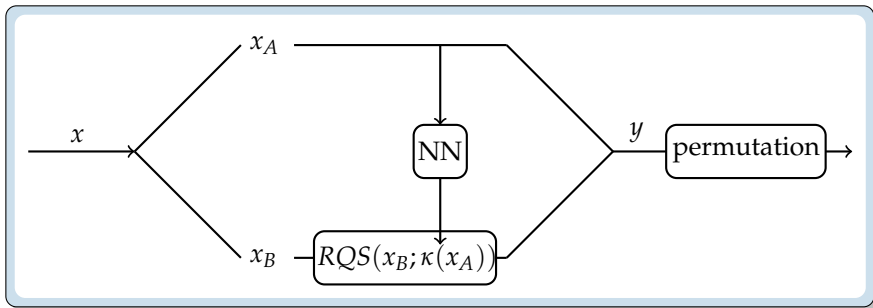 x_A
x
y
NN
permutation
x_B
RQS(x_B; κ(x_A))